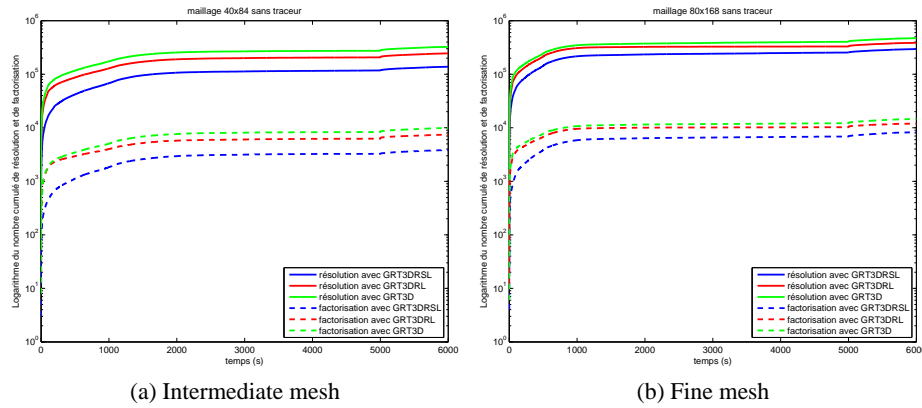 maillage 40x84 sans traceur
Logarithme du nombre cumulé de résolution et de factorisation
10^6
10^5
10^4
10^3
10^2
10^1
10^0
résolution avec GRT3DRSL
résolution avec GRT3DRL
résolution avec GRT3D
factorisation avec GRT3DRSL
factorisation avec GRT3DRL
factorisation avec GRT3D
0 1000 2000 3000 4000 5000 6000
temps (s)
(a) Intermediate mesh
maillage 80x168 sans traceur
Logarithme du nombre cumulé de résolution et de factorisation
10^6
10^5
10^4
10^3
10^2
10^1
10^0
résolution avec GRT3DRSL
résolution avec GRT3DRL
résolution avec GRT3D
factorisation avec GRT3DRSL
factorisation avec GRT3DRL
factorisation avec GRT3D
0 1000 2000 3000 4000 5000 600
temps (s)
(b) Fine mesh